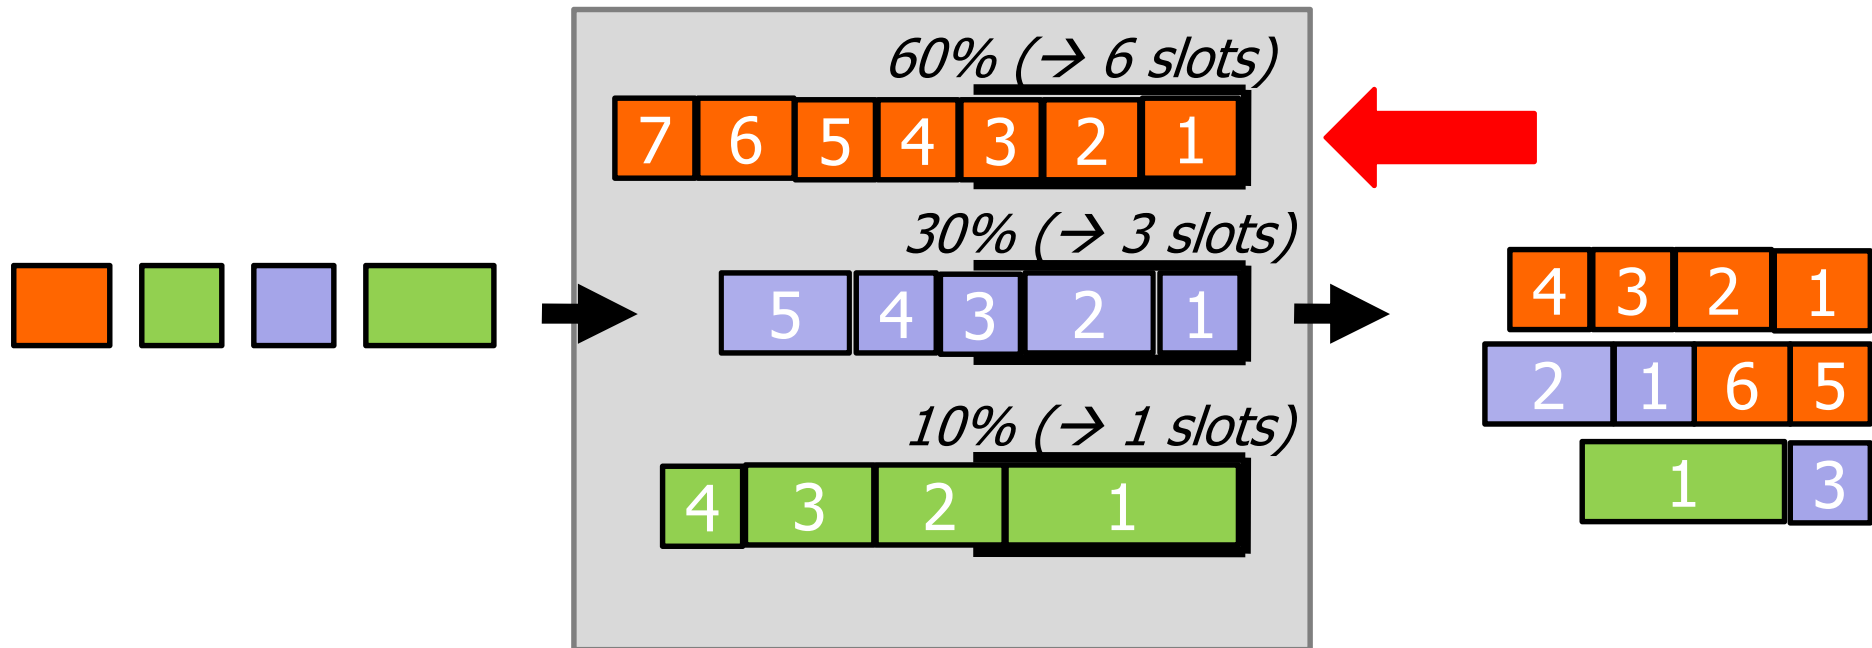 60% (→ 6 slots)
7 6 5 4 3 2 1
30% (→ 3 slots)
5 4 3 2 1
10% (→ 1 slots)
4 3 2 1
4 3 2 1
2 1 6 5
1 3